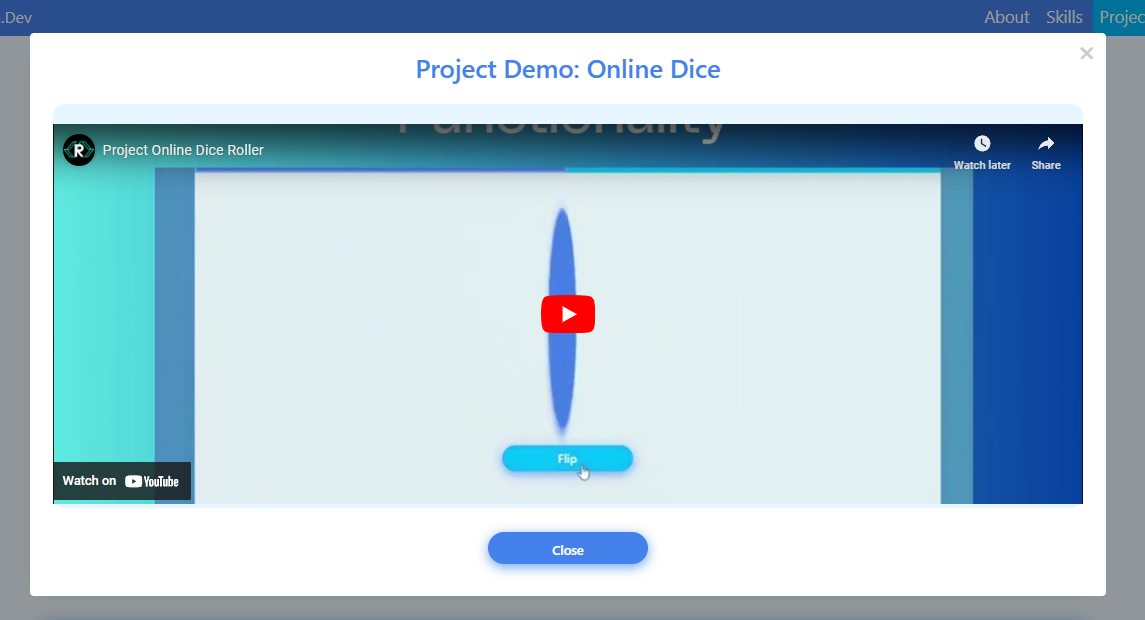 .Dev
About Skills Projec
×
Project Demo: Online Dice
Functionality
R
Project Online Dice Roller
Watch later
Share
Flip
Watch on YouTube
Close